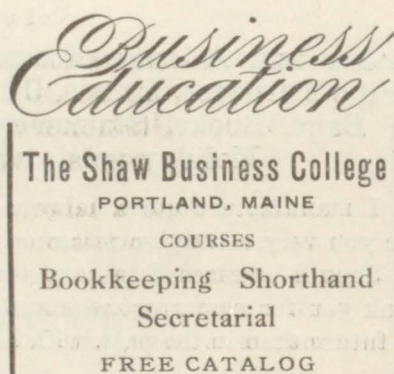 Business
Education
The Shaw Business College
PORTLAND, MAINE
COURSES
Bookkeeping Shorthand
Secretarial
FREE CATALOG